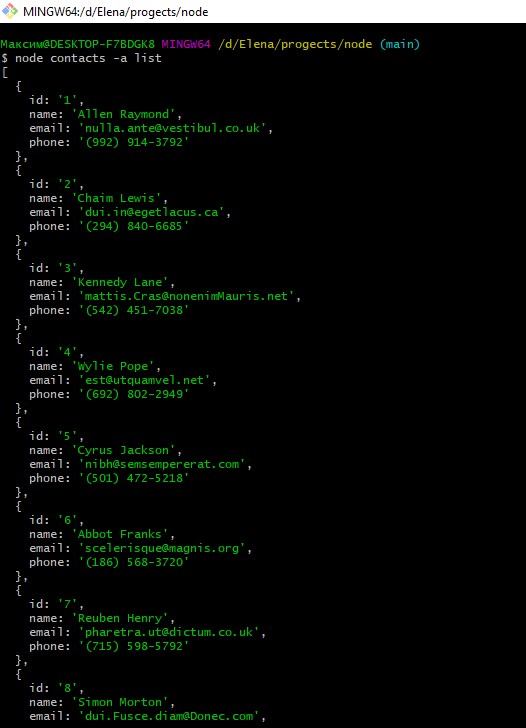 MINGW64:/d/Elena/progects/node
Максим@DESKTOP-F7BDGK8 MINGW64 /d/Elena/progects/node (main)
$ node contacts -a list
[
  {
    id: '1',
    name: 'Allen Raymond',
    email: 'nulla.ante@vestibul.co.uk',
    phone: '(992) 914-3792'
  },
  {
    id: '2',
    name: 'Chaim Lewis',
    email: 'dui.in@egetlacus.ca',
    phone: '(294) 840-6685'
  },
  {
    id: '3',
    name: 'Kennedy Lane',
    email: 'mattis.Cras@nonenimMauris.net',
    phone: '(542) 451-7038'
  },
  {
    id: '4',
    name: 'Wylie Pope',
    email: 'est@utquamvel.net',
    phone: '(692) 802-2949'
  },
  {
    id: '5',
    name: 'Cyrus Jackson',
    email: 'nibh@semsempererat.com',
    phone: '(501) 472-5218'
  },
  {
    id: '6',
    name: 'Abbot Franks',
    email: 'scelerisque@magnis.org',
    phone: '(186) 568-3720'
  },
  {
    id: '7',
    name: 'Reuben Henry',
    email: 'pharetra.ut@dictum.co.uk',
    phone: '(715) 598-5792'
  },
  {
    id: '8',
    name: 'Simon Morton',
    email: 'dui.Fusce.diam@Donec.com',